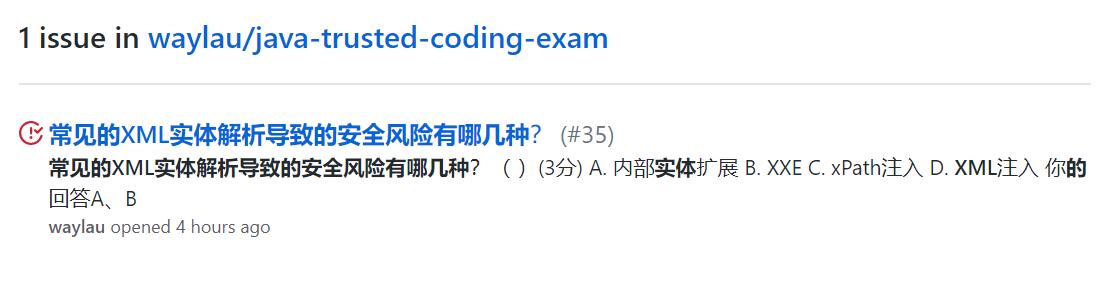 1 issue in waylau/java-trusted-coding-exam
常见的XML实体解析导致的安全风险有哪几种？ (#35)
常见的XML实体解析导致的安全风险有哪几种？ （ ）(3分) A. 内部实体扩展 B. XXE C. xPath注入 D. XML注入 你的
回答A、B
waylau opened 4 hours ago